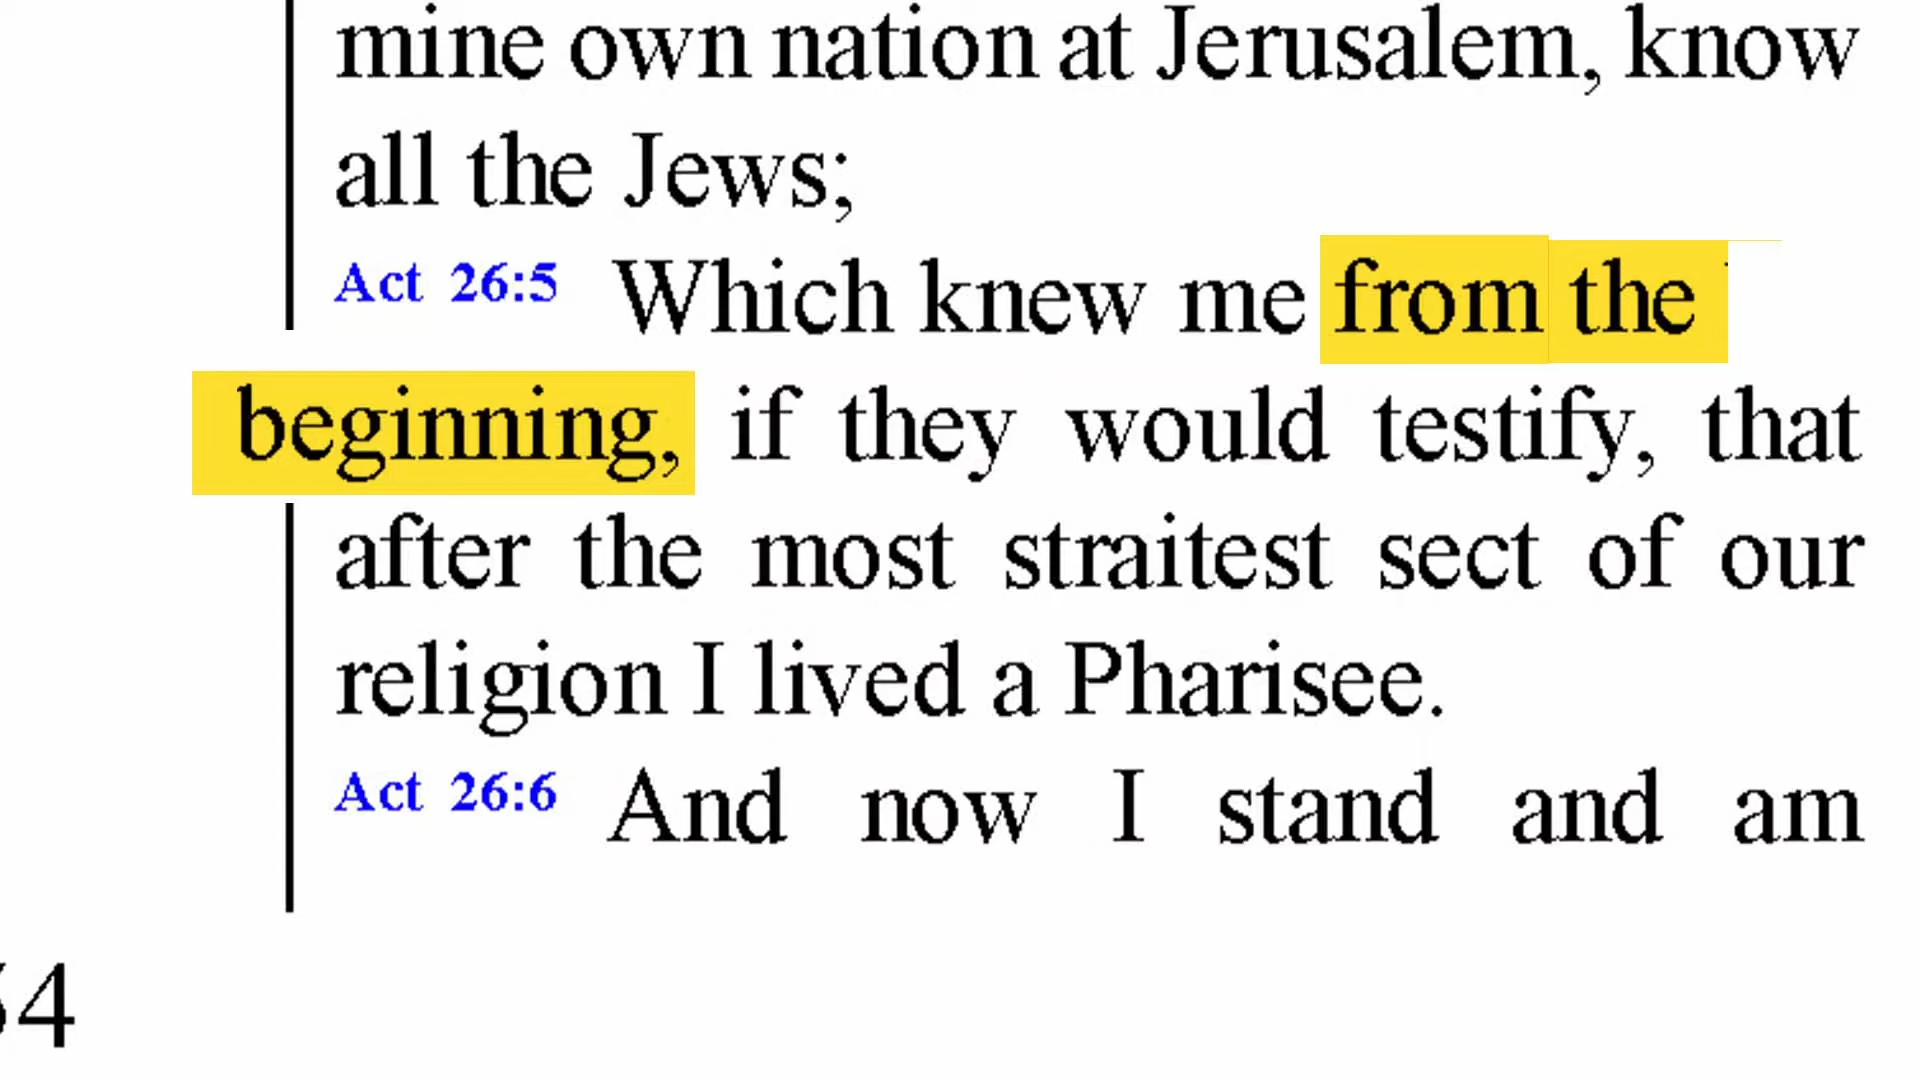 mine own nation at Jerusalem, know
all the Jews;
Act 26:5 Which knew me from the
beginning, if they would testify, that
after the most straitest sect of our
religion I lived a Pharisee.
Act 26:6 And now I stand and am
4